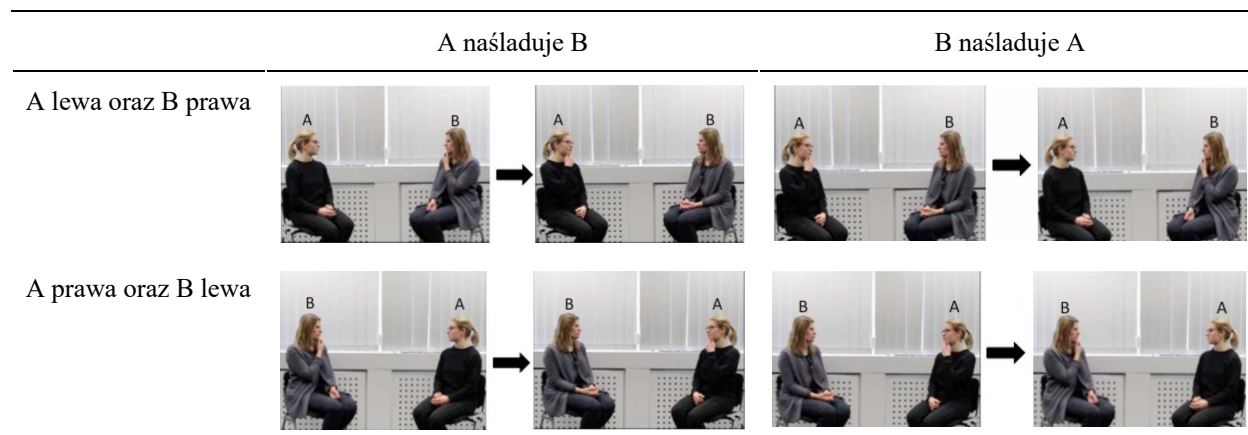 A naśladuje B B naśladuje A
A lewa oraz B prawa
A B A B A B A B
A prawa oraz B lewa
B A B A B A B A